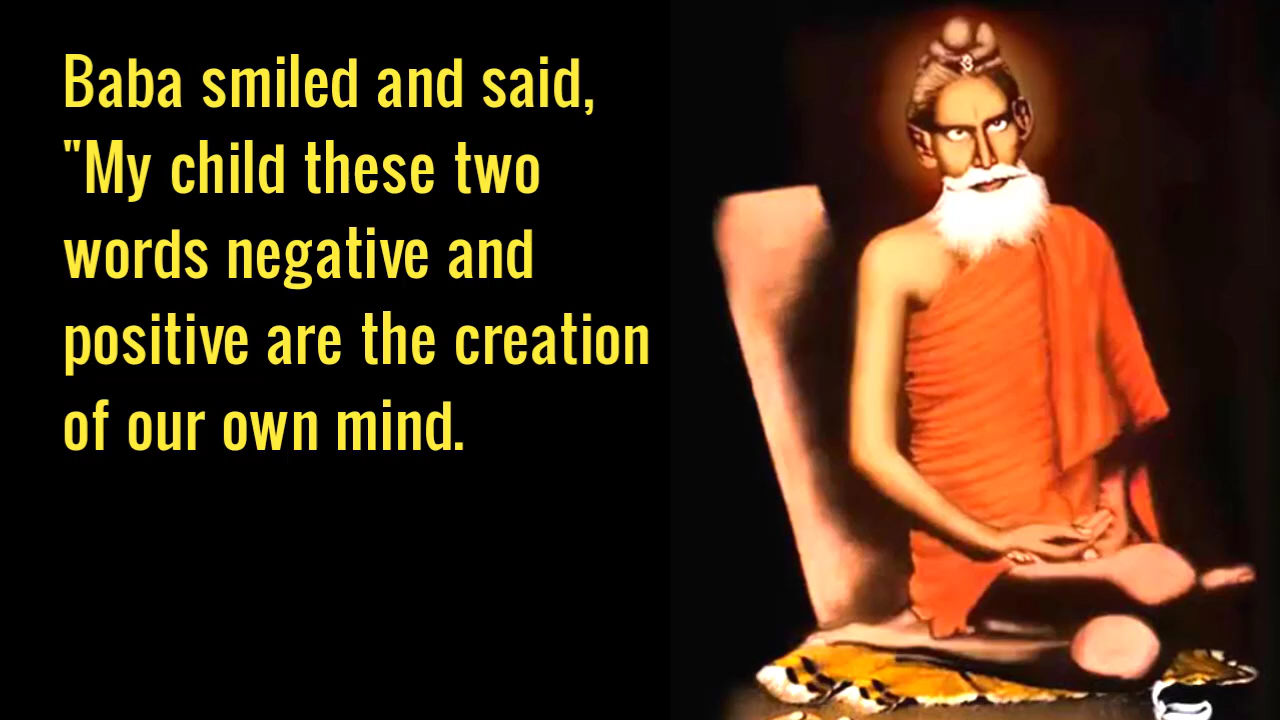 Baba smiled and said,
"My child these two
words negative and
positive are the creation
of our own mind.